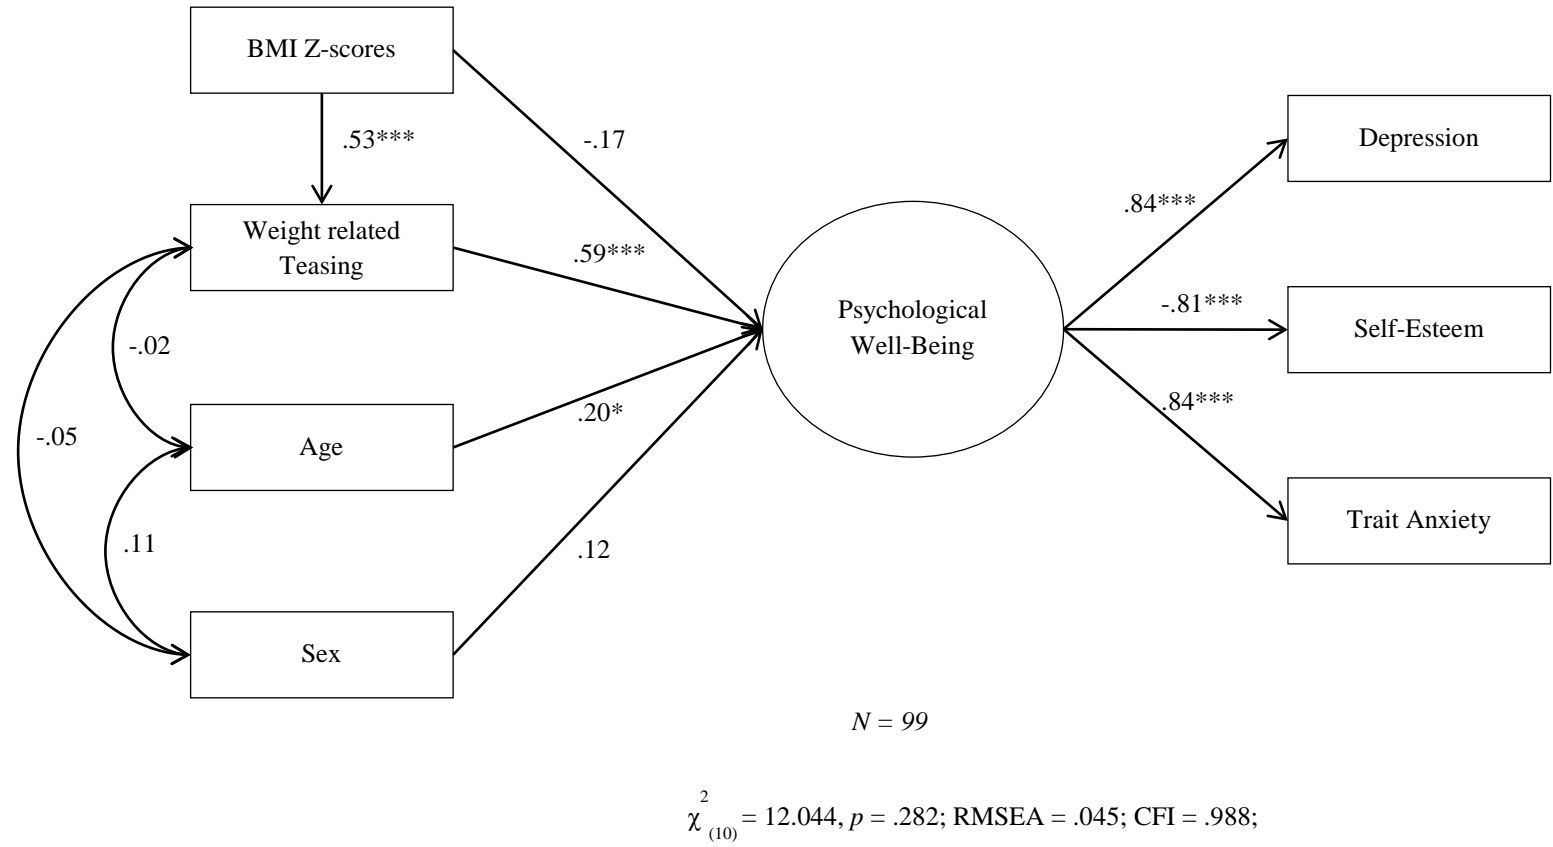 BMI Z-scores
.53***
-.17
Weight related
Teasing
.59***
-.02
-.05
Age
.20*
.11
.12
Sex
Psychological
Well-Being
Depression
.84***
-.81***
Self-Esteem
.84***
Trait Anxiety
N = 99
χ2(10) = 12.044, p = .282; RMSEA = .045; CFI = .988;